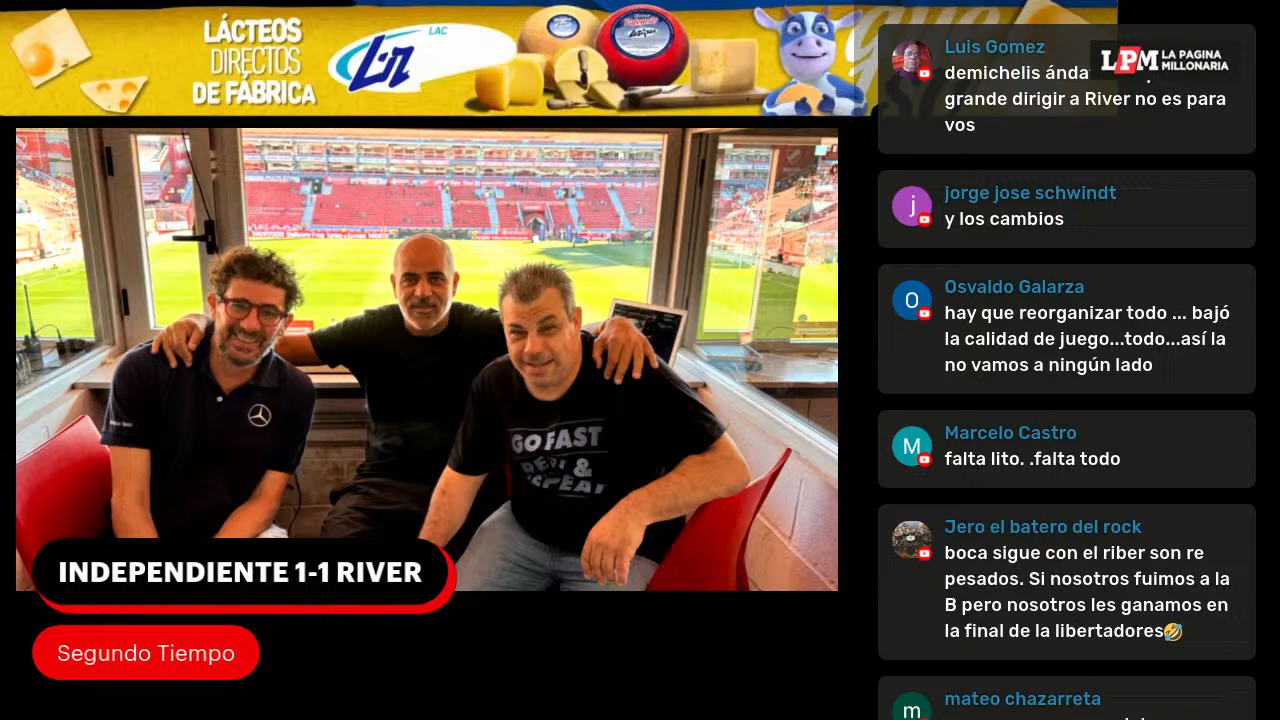 LÁCTEOS
DIRECTOS
DE FÁBRICA
Lz
LAC
LPM LA PAGINA
MILLONARIA
Luis Gomez
demichelis ánda
grande dirigir a River no es para
vos
jorge jose schwindt
y los cambios
Osvaldo Galarza
hay que reorganizar todo ... bajó
la calidad de juego...todo...así la
no vamos a ningún lado
Marcelo Castro
falta lito. .falta todo
Jero el batero del rock
boca sigue con el riber son re
pesados. Si nosotros fuimos a la
B pero nosotros les ganamos en
la final de la libertadores🤣
mateo chazarreta
GO FAST
&
INDEPENDIENTE 1-1 RIVER
Segundo Tiempo